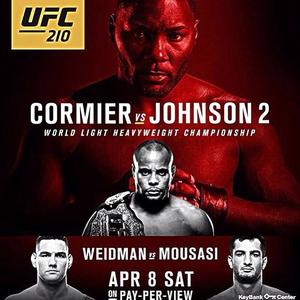 UFC
210
CORMIER vs JOHNSON 2
WORLD LIGHT HEAVYWEIGHT CHAMPIONSHIP
WEIDMAN vs MOUSASI
APR 8 SAT
ON PAY-PER-VIEW
KeyBank Center